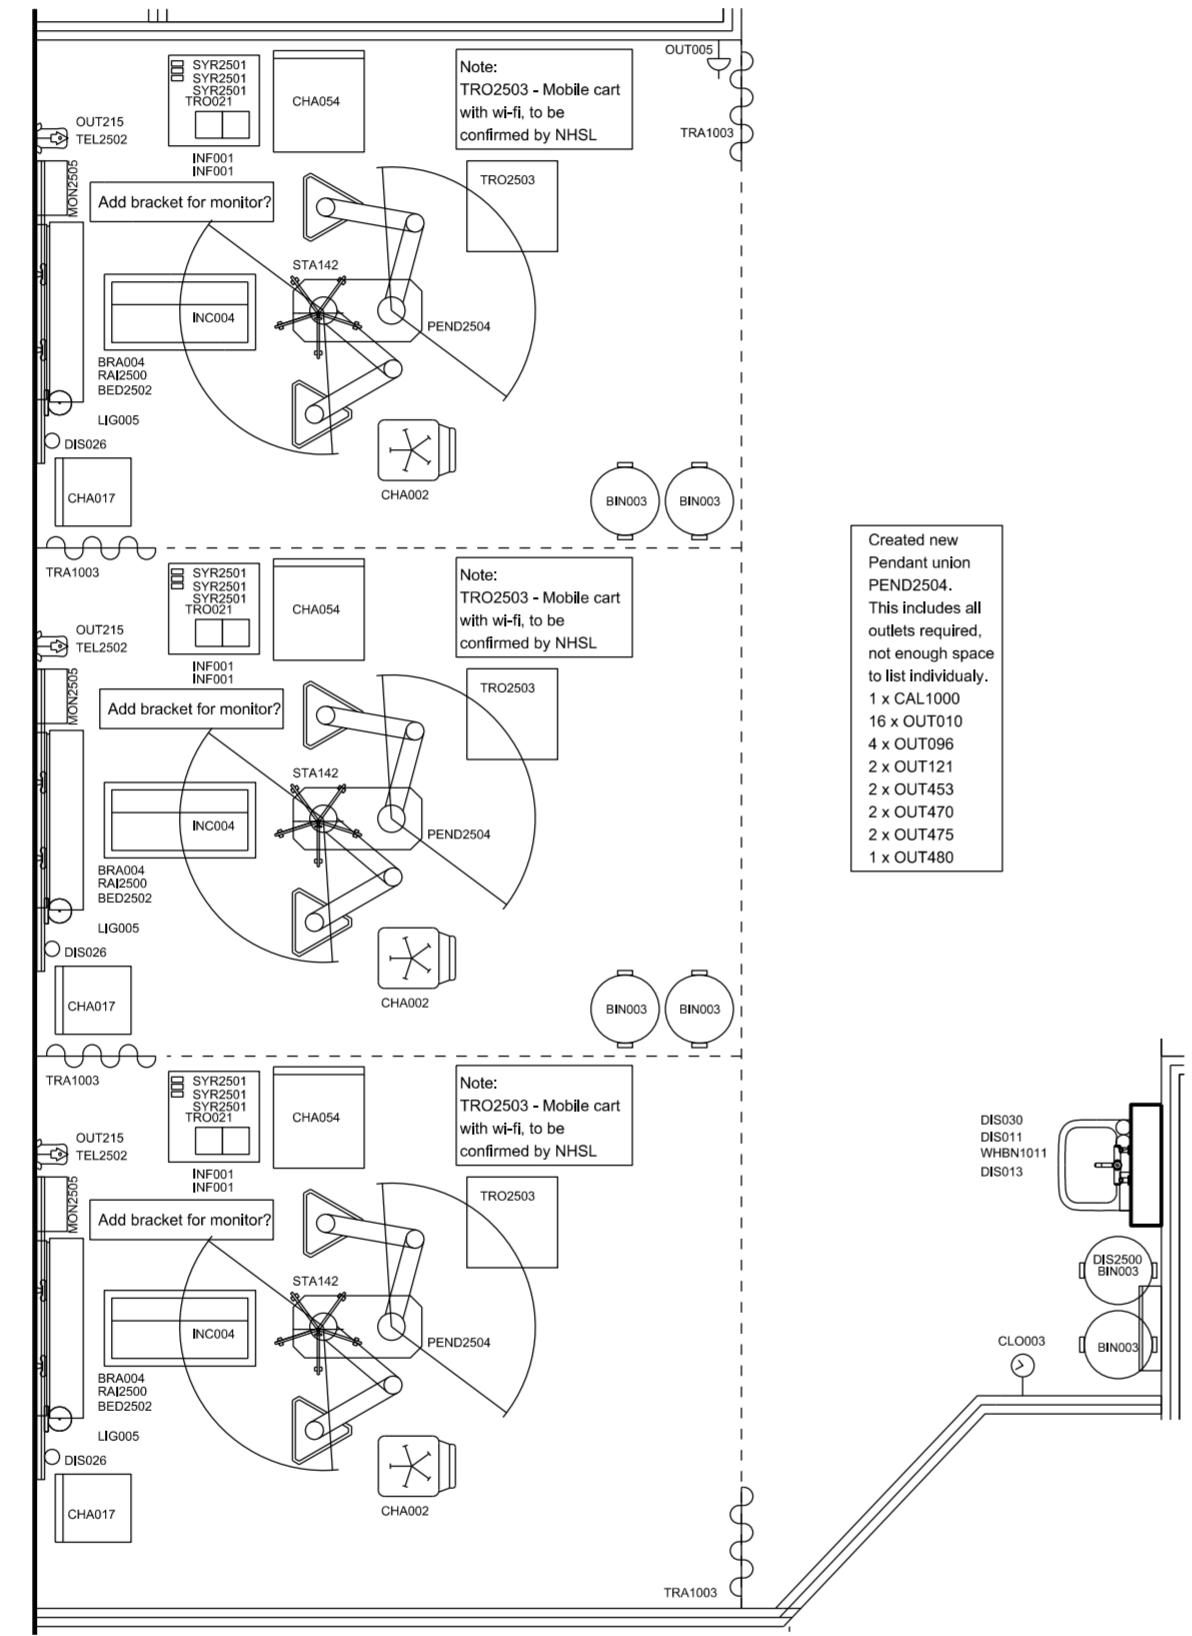 OUT005
SYR2501
SYR2501
SYR2501
TRO021
CHA054
Note:
TRO2503 - Mobile cart
with wi-fi, to be
confirmed by NHSL
TRA1003
OUT215
TEL2502
INF001
INF001
MON2505
Add bracket for monitor?
TRO2503
STA142
INC004
PEND2504
BRA004
RAI2500
BED2502
LIG005
DIS026
CHA017
CHA002
BIN003
BIN003
TRA1003
SYR2501
SYR2501
SYR2501
TRO021
CHA054
Note:
TRO2503 - Mobile cart
with wi-fi, to be
confirmed by NHSL
OUT215
TEL2502
INF001
INF001
MON2505
Add bracket for monitor?
TRO2503
STA142
INC004
PEND2504
BRA004
RAI2500
BED2502
LIG005
DIS026
CHA017
CHA002
BIN003
BIN003
Created new
Pendant union
PEND2504.
This includes all
outlets required,
not enough space
to list individualy.
1 x CAL1000
16 x OUT010
4 x OUT096
2 x OUT121
2 x OUT453
2 x OUT470
2 x OUT475
1 x OUT480
TRA1003
SYR2501
SYR2501
SYR2501
TRO021
CHA054
Note:
TRO2503 - Mobile cart
with wi-fi, to be
confirmed by NHSL
OUT215
TEL2502
INF001
INF001
MON2505
Add bracket for monitor?
TRO2503
STA142
INC004
PEND2504
BRA004
RAI2500
BED2502
LIG005
DIS026
CHA017
CHA002
TRA1003
DIS030
DIS011
WHBN1011
DIS013
DIS2500
BIN003
BIN003
CLO003